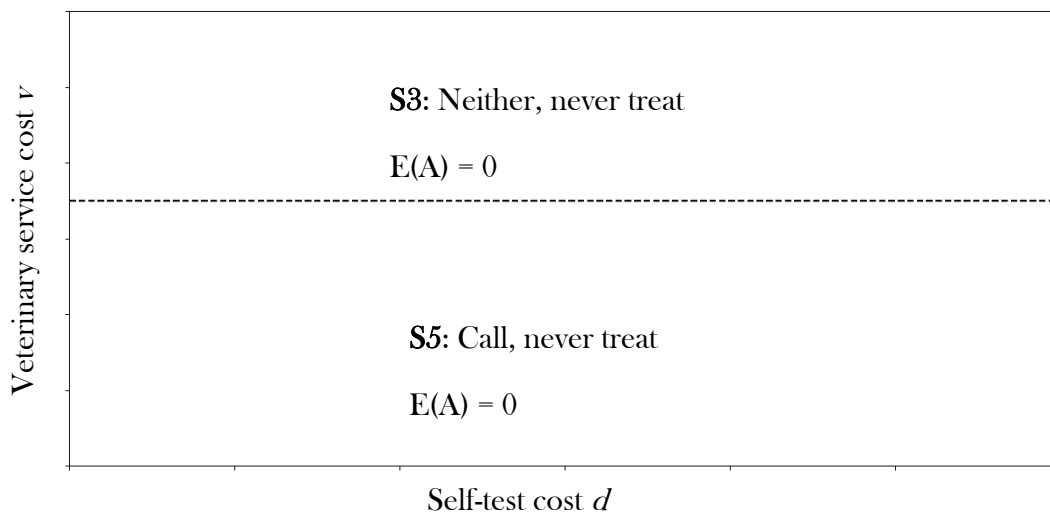 Veterinary service cost v
S3: Neither, never treat
E(A) = 0
S5: Call, never treat
E(A) = 0
Self-test cost d